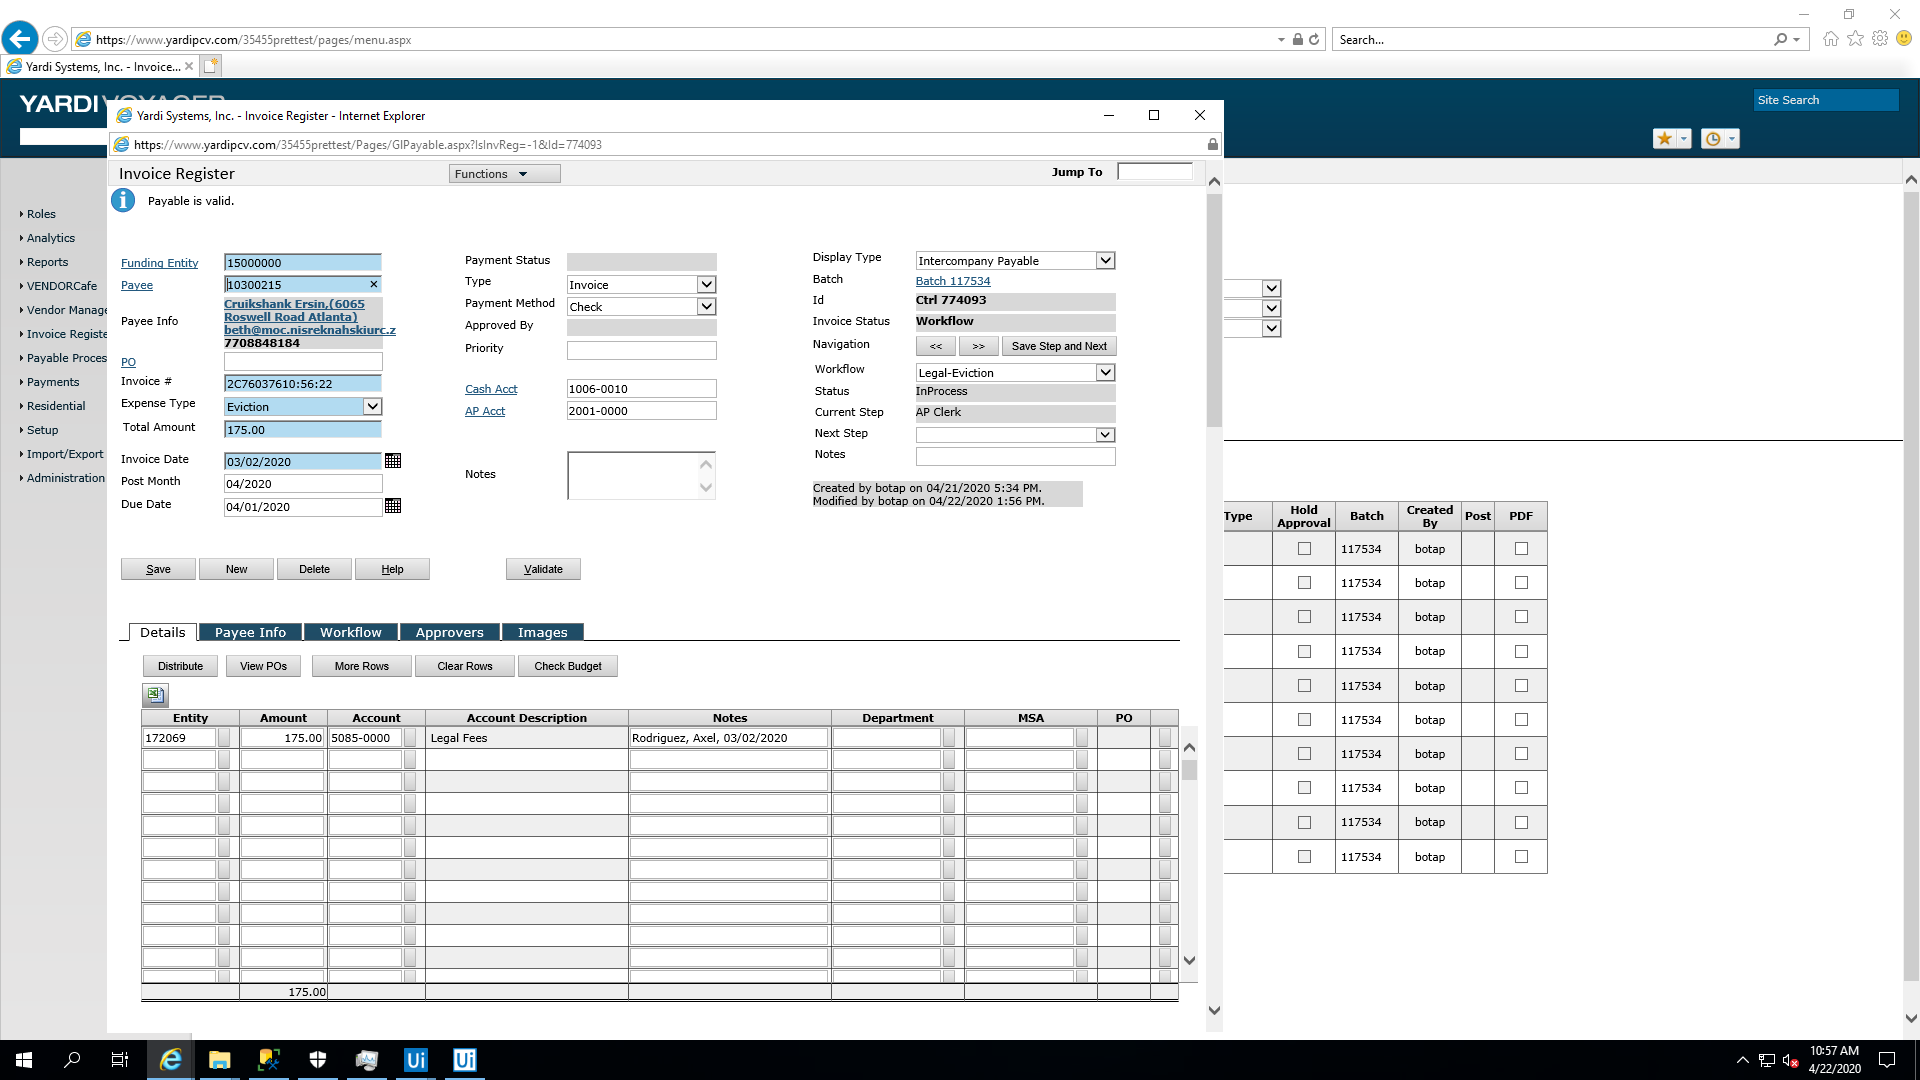 https://www.yardipcv.com/35455prettest/pages/menu.aspx
Search...
Yardi Systems, Inc. - Invoice...
YARDI VOYAGER
Site Search
Yardi Systems, Inc. - Invoice Register - Internet Explorer
https://www.yardipcv.com/35455prettest/Pages/GlPayable.aspx?IsInvReg=-1&Id=774093
Invoice Register
Functions
Jump To
Payable is valid.
Roles
Analytics
Reports
VENDORCafe
Vendor Manage
Invoice Registe
Payable Proces
Payments
Residential
Setup
Import/Export
Administration
Funding Entity 15000000
Payee 10300215
Payee Info Cruikshank Ersin,(6065
Roswell Road Atlanta)
beth@moc.nisreknahskiurc.z
7708848184
PO
Invoice # 2C76037610:56:22
Expense Type Eviction
Total Amount 175.00
Invoice Date 03/02/2020
Post Month 04/2020
Due Date 04/01/2020
Payment Status
Type Invoice
Payment Method Check
Approved By
Priority
Cash Acct 1006-0010
AP Acct 2001-0000
Notes
Display Type Intercompany Payable
Batch Batch 117534
Id Ctrl 774093
Invoice Status Workflow
Navigation << >> Save Step and Next
Workflow Legal-Eviction
Status InProcess
Current Step AP Clerk
Next Step
Notes
Created by botap on 04/21/2020 5:34 PM.
Modified by botap on 04/22/2020 1:56 PM.
Save New Delete Help Validate
Details Payee Info Workflow Approvers Images
Distribute View POs More Rows Clear Rows Check Budget
Entity Amount Account Account Description Notes Department MSA PO
172069 175.00 5085-0000 Legal Fees Rodriguez, Axel, 03/02/2020
175.00
Type Hold Approval Batch Created By Post PDF
117534 botap
117534 botap
117534 botap
117534 botap
117534 botap
117534 botap
117534 botap
117534 botap
117534 botap
117534 botap
Ui
Ui
10:57 AM
4/22/2020